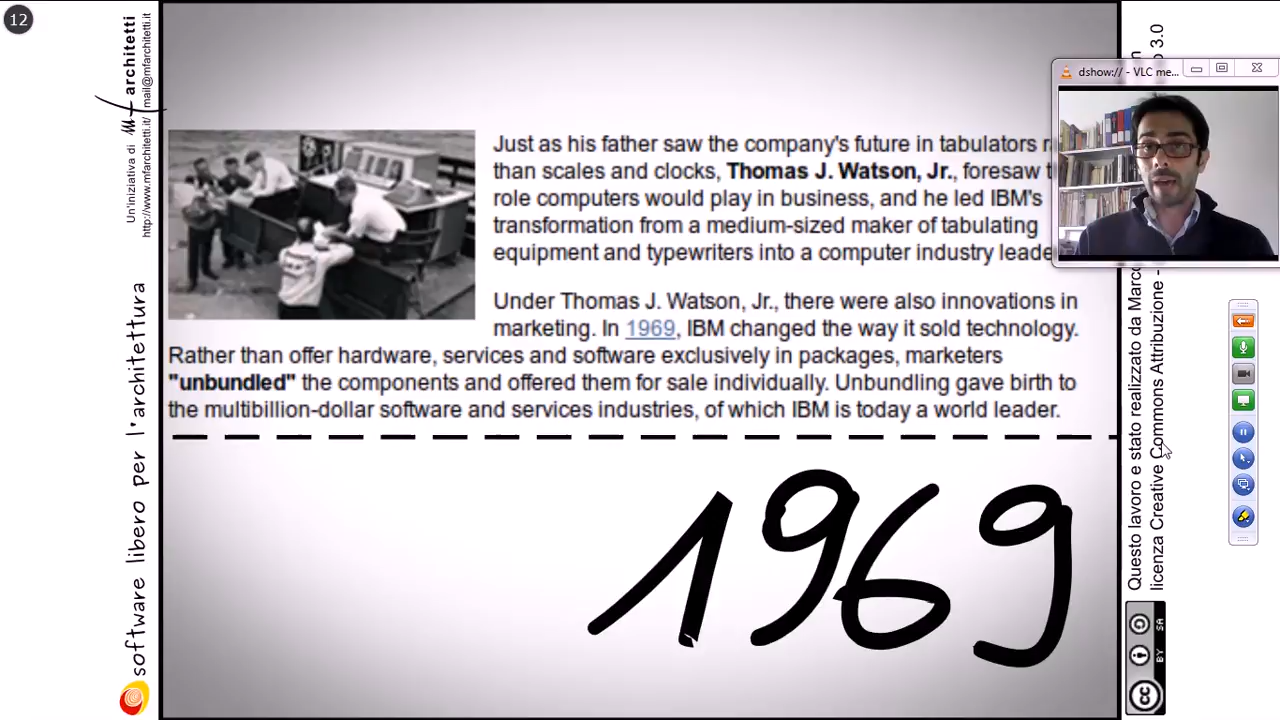 12
Un'iniziativa di architetti
http://www.mfarchitetti.it/ mail@mfarchitetti.it
software libero per l'architettura
Just as his father saw the company's future in tabulators
than scales and clocks, Thomas J. Watson, Jr., foresaw
role computers would play in business, and he led IBM's
transformation from a medium-sized maker of tabulating
equipment and typewriters into a computer industry leade
Under Thomas J. Watson, Jr., there were also innovations in
marketing. In 1969, IBM changed the way it sold technology.
Rather than offer hardware, services and software exclusively in packages, marketers
"unbundled" the components and offered them for sale individually. Unbundling gave birth to
the multibillion-dollar software and services industries, of which IBM is today a world leader.
1969
dshow:// - VLC me...
Questo lavoro e stato realizzato da Marco
licenza Creative Commons Attribuzione - 3.0
cc BY SA